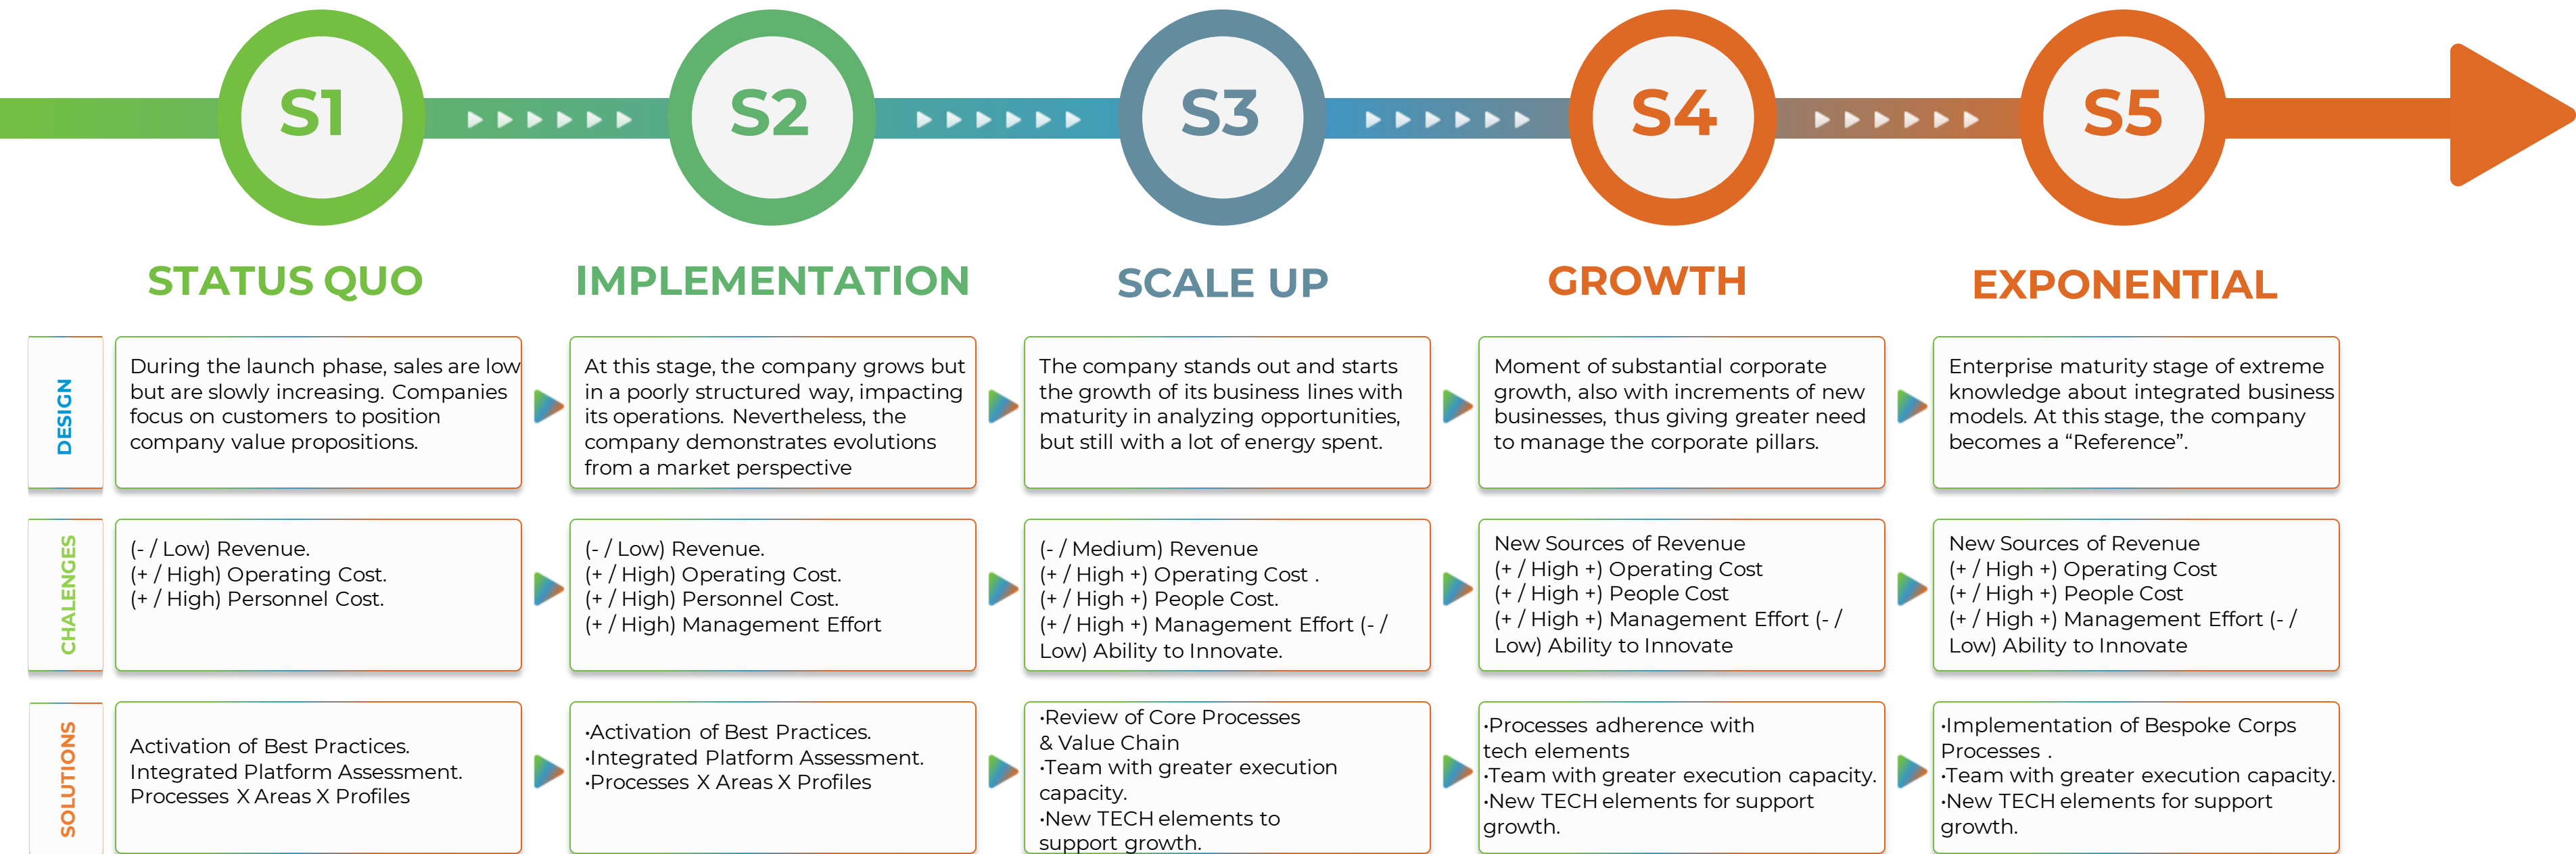 S1
S2
S3
S4
S5
STATUS QUO
IMPLEMENTATION
SCALE UP
GROWTH
EXPONENTIAL
DESIGN
During the launch phase, sales are low
but are slowly increasing. Companies
focus on customers to position
company value propositions.
At this stage, the company grows but
in a poorly structured way, impacting
its operations. Nevertheless, the
company demonstrates evolutions
from a market perspective
The company stands out and starts
the growth of its business lines with
maturity in analyzing opportunities,
but still with a lot of energy spent.
Moment of substantial corporate
growth, also with increments of new
businesses, thus giving greater need
to manage the corporate pillars.
Enterprise maturity stage of extreme
knowledge about integrated business
models. At this stage, the company
becomes a “Reference”.
CHALENGES
(- / Low) Revenue.
(+ / High) Operating Cost.
(+ / High) Personnel Cost.
(- / Low) Revenue.
(+ / High) Operating Cost.
(+ / High) Personnel Cost.
(+ / High) Management Effort
(- / Medium) Revenue
(+ / High +) Operating Cost .
(+ / High +) People Cost.
(+ / High +) Management Effort (- /
Low) Ability to Innovate.
New Sources of Revenue
(+ / High +) Operating Cost
(+ / High +) People Cost
(+ / High +) Management Effort (- /
Low) Ability to Innovate
New Sources of Revenue
(+ / High +) Operating Cost
(+ / High +) People Cost
(+ / High +) Management Effort (- /
Low) Ability to Innovate
SOLUTIONS
Activation of Best Practices.
Integrated Platform Assessment.
Processes X Areas X Profiles
•Activation of Best Practices.
•Integrated Platform Assessment.
•Processes X Areas X Profiles
•Review of Core Processes
& Value Chain
•Team with greater execution
capacity.
•New TECH elements to
support growth.
•Processes adherence with
tech elements
•Team with greater execution capacity.
•New TECH elements for support
growth.
•Implementation of Bespoke Corps
Processes .
•Team with greater execution capacity.
•New TECH elements for support
growth.